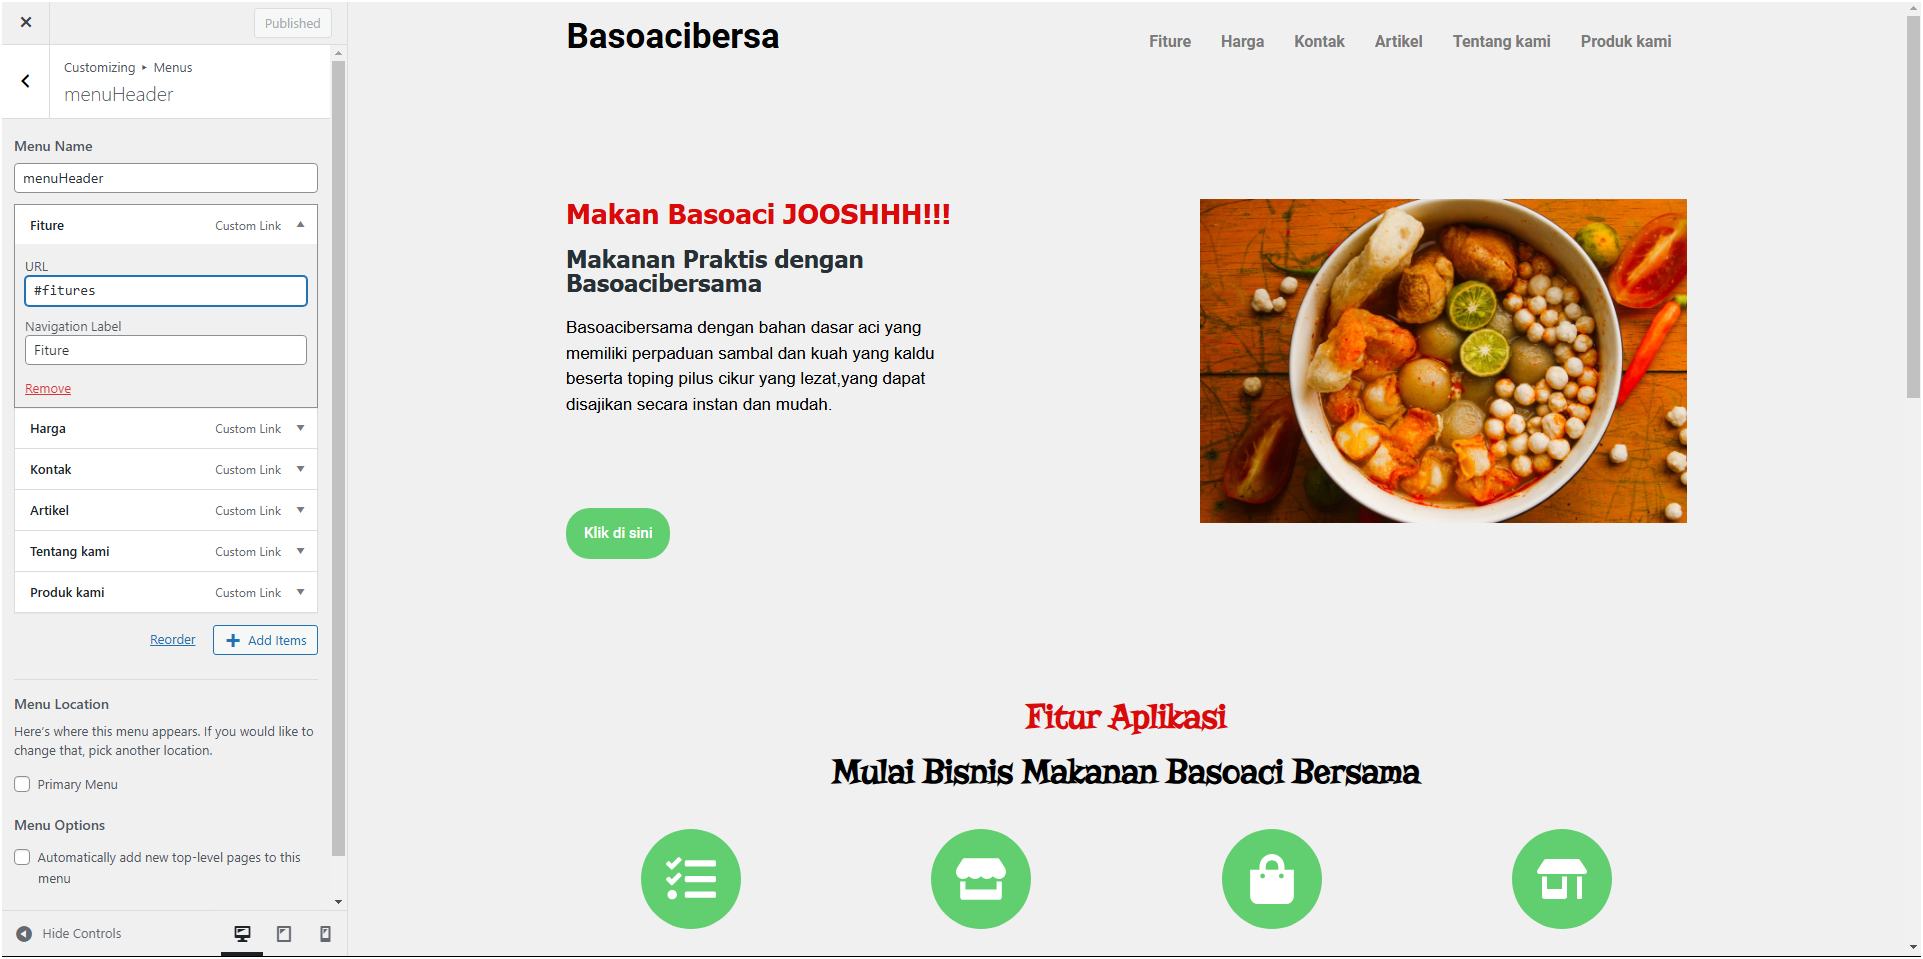 Published
Customizing ▸ Menus
menuHeader
Menu Name
menuHeader
Fiture Custom Link
URL
#fitures
Navigation Label
Fiture
Remove
Harga Custom Link
Kontak Custom Link
Artikel Custom Link
Tentang kami Custom Link
Produk kami Custom Link
Reorder Add Items
Menu Location
Here’s where this menu appears. If you would like to
change that, pick another location.
Primary Menu
Menu Options
Automatically add new top-level pages to this
menu
Hide Controls
Basoacibersa
Fiture Harga Kontak Artikel Tentang kami Produk kami
Makan Basoaci JOOSHHH!!!
Makanan Praktis dengan
Basoacibersama
Basoacibersama dengan bahan dasar aci yang
memiliki perpaduan sambal dan kuah yang kaldu
beserta toping pilus cikur yang lezat,yang dapat
disajikan secara instan dan mudah.
Klik di sini
Fitur Aplikasi
Mulai Bisnis Makanan Basoaci Bersama